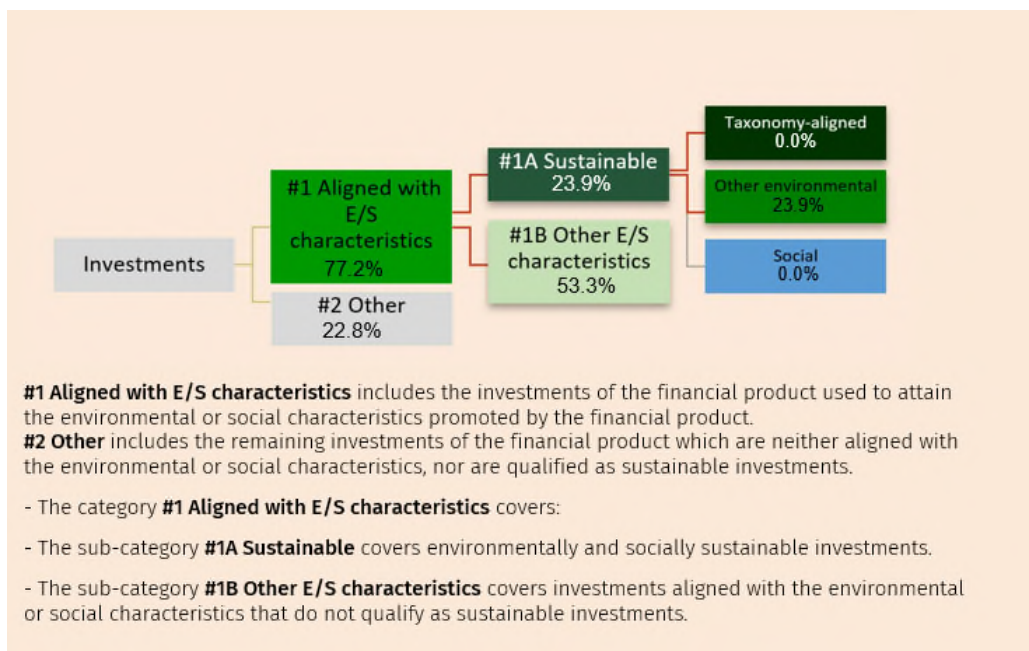 Taxonomy-aligned
0.0%
#1A Sustainable
23.9%
#1 Aligned with
E/S
characteristics
77.2%
Other environmental
23.9%
#1B Other E/S
characteristics
53.3%
Investments
Social
0.0%
#2 Other
22.8%
#1 Aligned with E/S characteristics includes the investments of the financial product used to attain
the environmental or social characteristics promoted by the financial product.
#2 Other includes the remaining investments of the financial product which are neither aligned with
the environmental or social characteristics, nor are qualified as sustainable investments.
- The category #1 Aligned with E/S characteristics covers:
- The sub-category #1A Sustainable covers environmentally and socially sustainable investments.
- The sub-category #1B Other E/S characteristics covers investments aligned with the environmental
or social characteristics that do not qualify as sustainable investments.